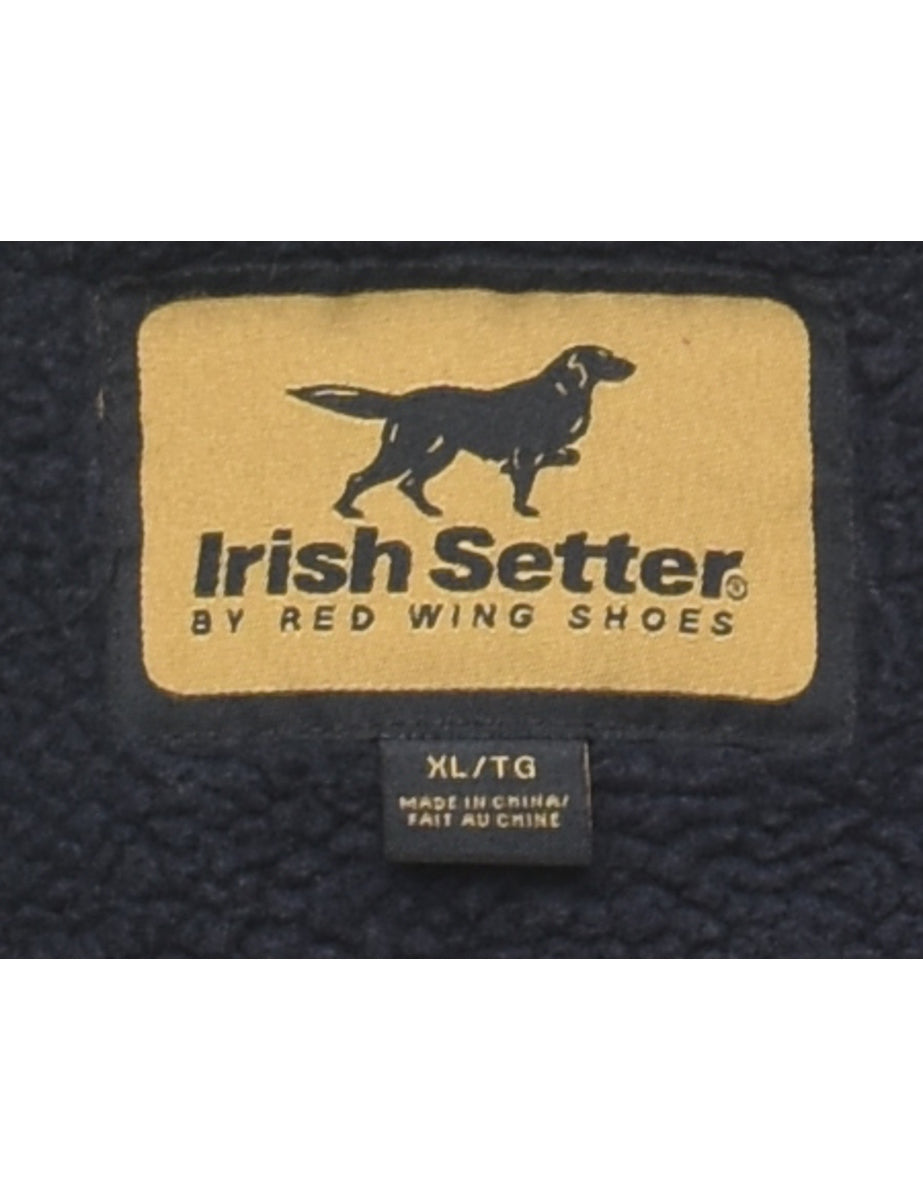 Irish Setter®
BY RED WING SHOES
XL/TG
MADE IN CHINA/
FAIT AU CHINE